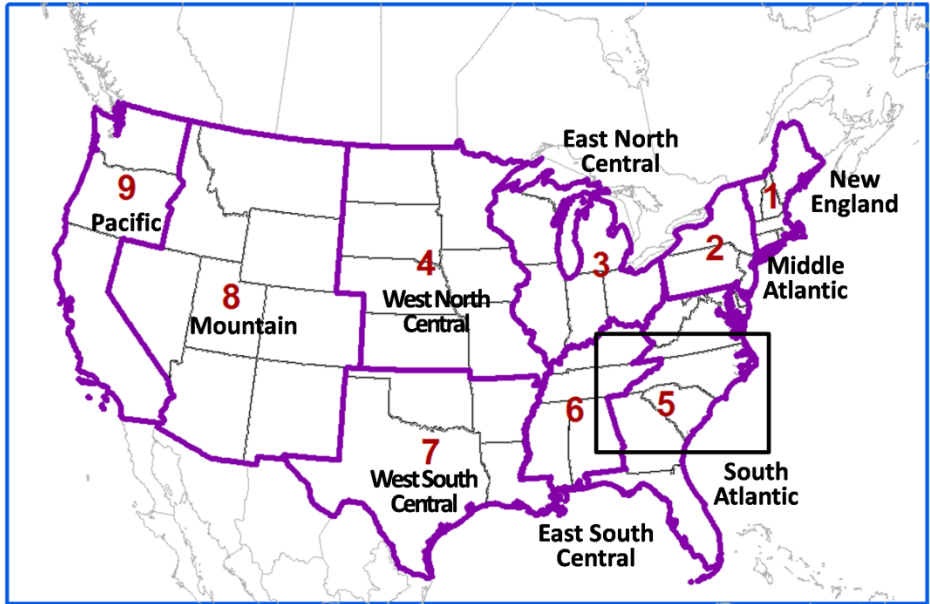 East North
Central
9
Pacific
1
New
England
2
Middle
Atlantic
4
West North
Central
3
8
Mountain
6
5
7
West South
Central
South
Atlantic
East South
Central